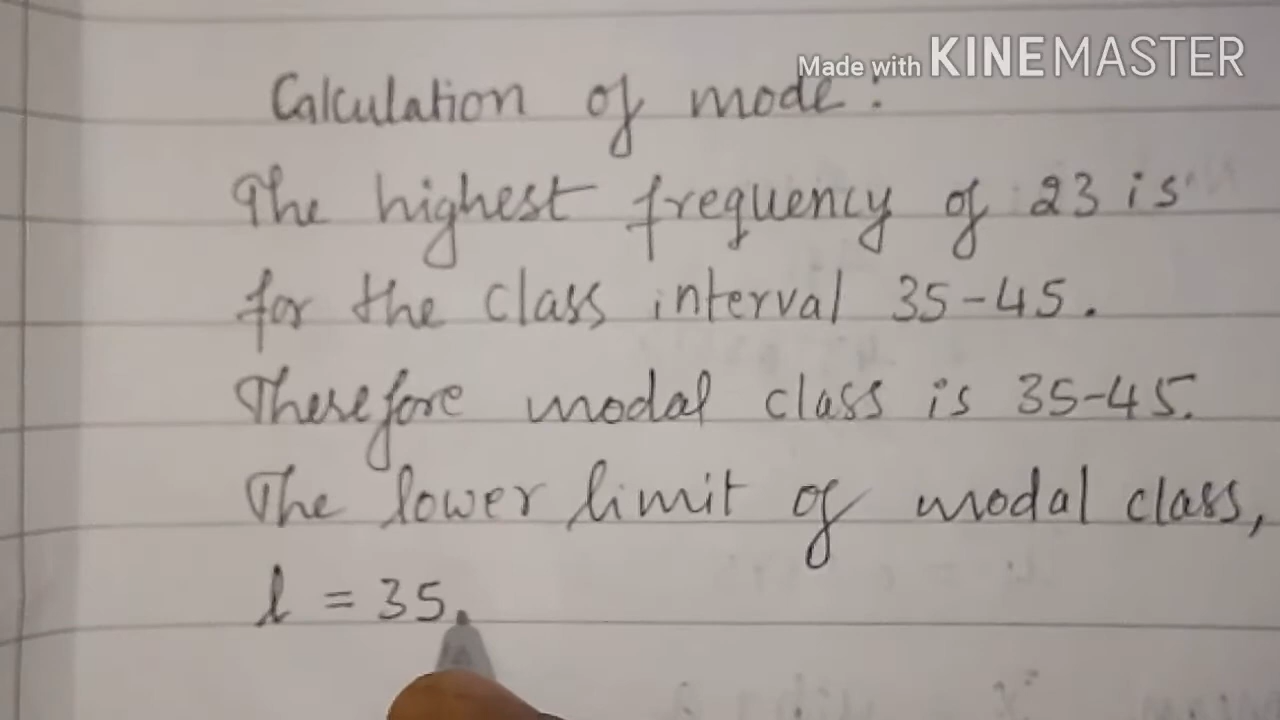 Made with KINEMASTER
Calculation of mode:
The highest frequency of 23 is
for the class interval 35-45.
Therefore modal class is 35-45.
The lower limit of modal class,
l = 35.